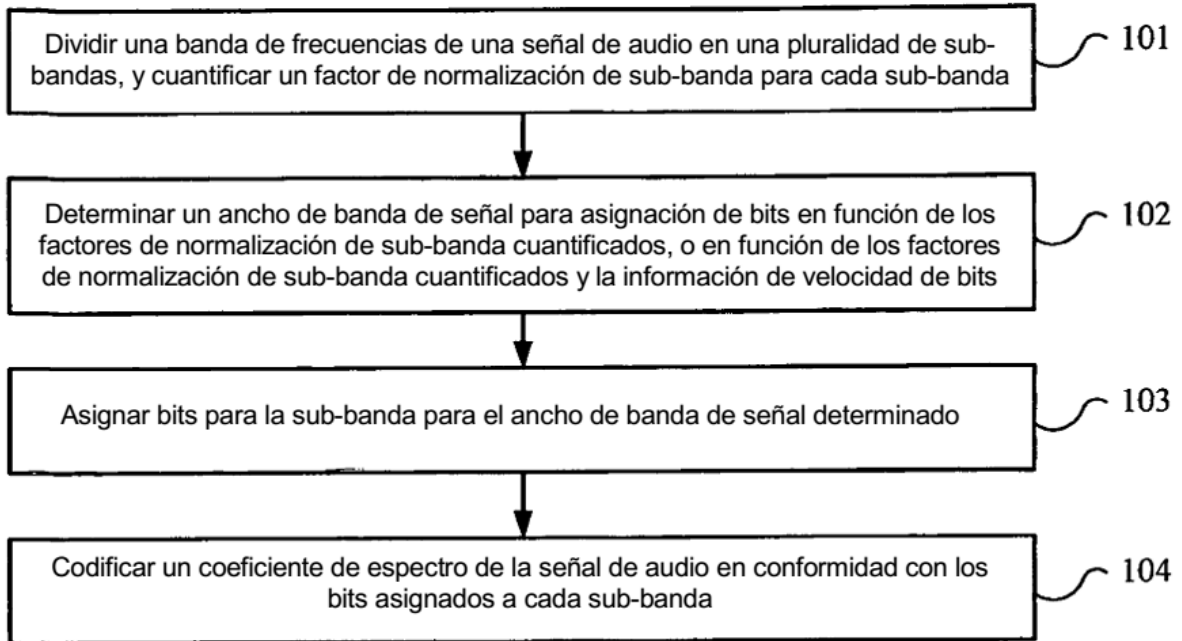 Dividir una banda de frecuencias de una señal de audio en una pluralidad de sub-
bandas, y cuantificar un factor de normalización de sub-banda para cada sub-banda
101
Determinar un ancho de banda de señal para asignación de bits en función de los
factores de normalización de sub-banda cuantificados, o en función de los factores
de normalización de sub-banda cuantificados y la información de velocidad de bits
102
Asignar bits para la sub-banda para el ancho de banda de señal determinado
103
Codificar un coeficiente de espectro de la señal de audio en conformidad con los
bits asignados a cada sub-banda
104